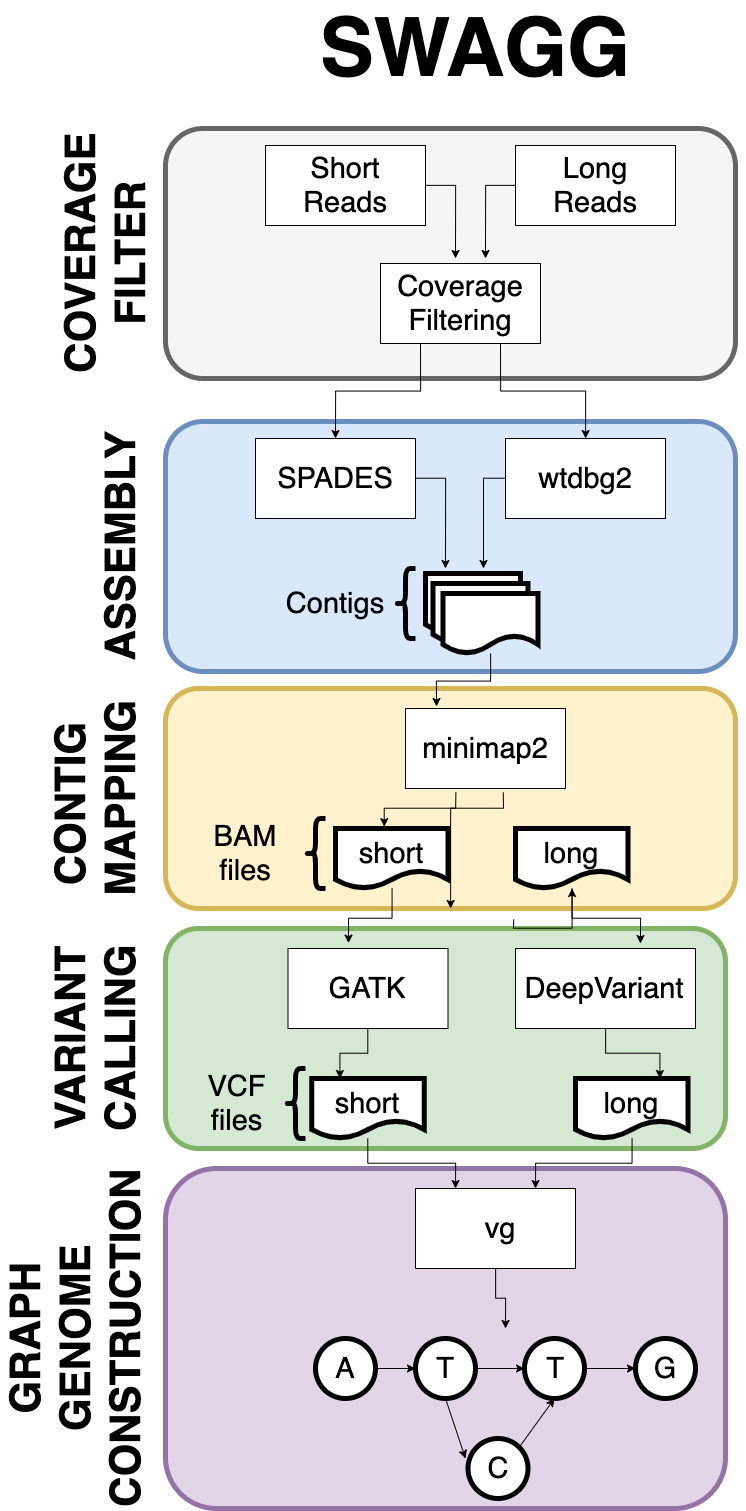 SWAGG
COVERAGE
FILTER
Short
Reads
Long
Reads
Coverage
Filtering
ASSEMBLY
SPADES
wtdbg2
Contigs
CONTIG
MAPPING
minimap2
BAM
files
short
long
VARIANT
CALLING
GATK
DeepVariant
VCF
files
short
long
GRAPH
GENOME
CONSTRUCTION
vg
A
T
T
G
C